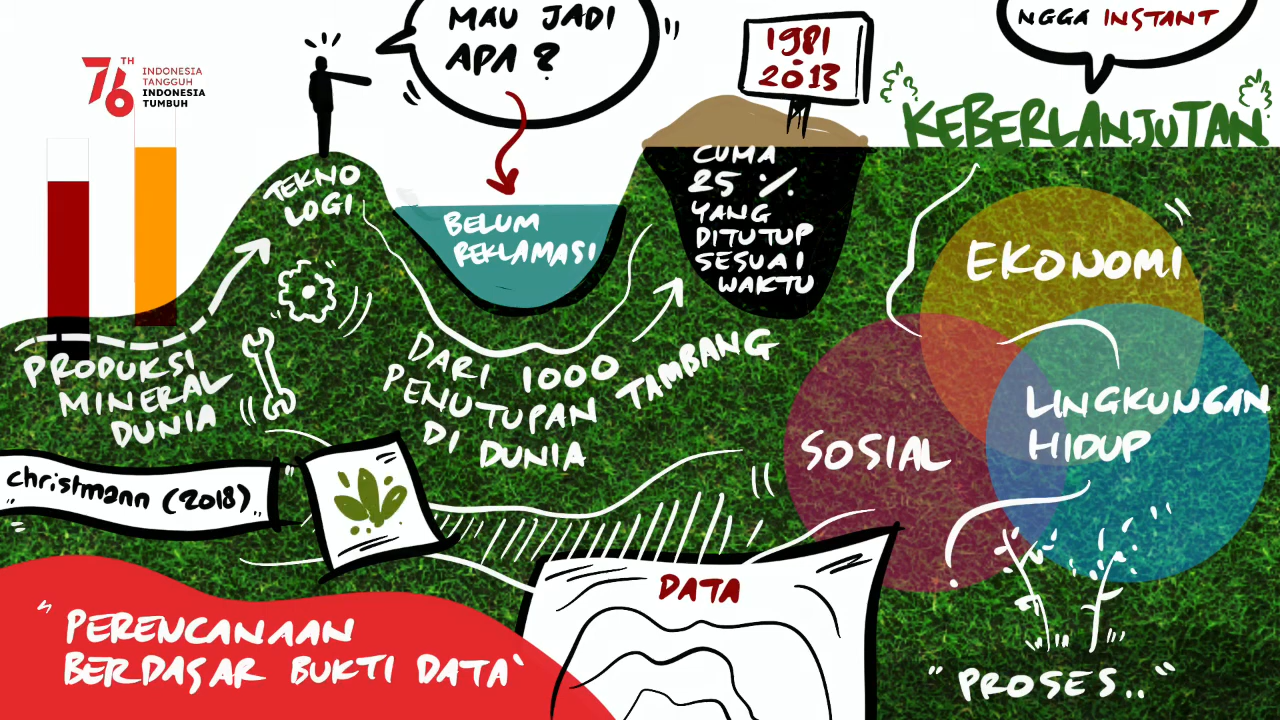 76TH
INDONESIA
TANGGUH
INDONESIA
TUMBUH
MAU JADI
APA ?
1981
2013
NGGA INSTANT
KEBERLANJUTAN
TEKNO
LOGI
BELUM
REKLAMASI
CUMA
25 %
YANG
DITUTUP
SESUAI
WAKTU
PRODUKSI
MINERAL
DUNIA
DARI 1000
PENUTUPAN
TAMBANG
DI DUNIA
EKONOMI
SOSIAL
LINGKUNGAN
HIDUP
christmann (2018)
DATA
"PERENCANAAN
BERDASAR BUKTI DATA"
"PROSES.."